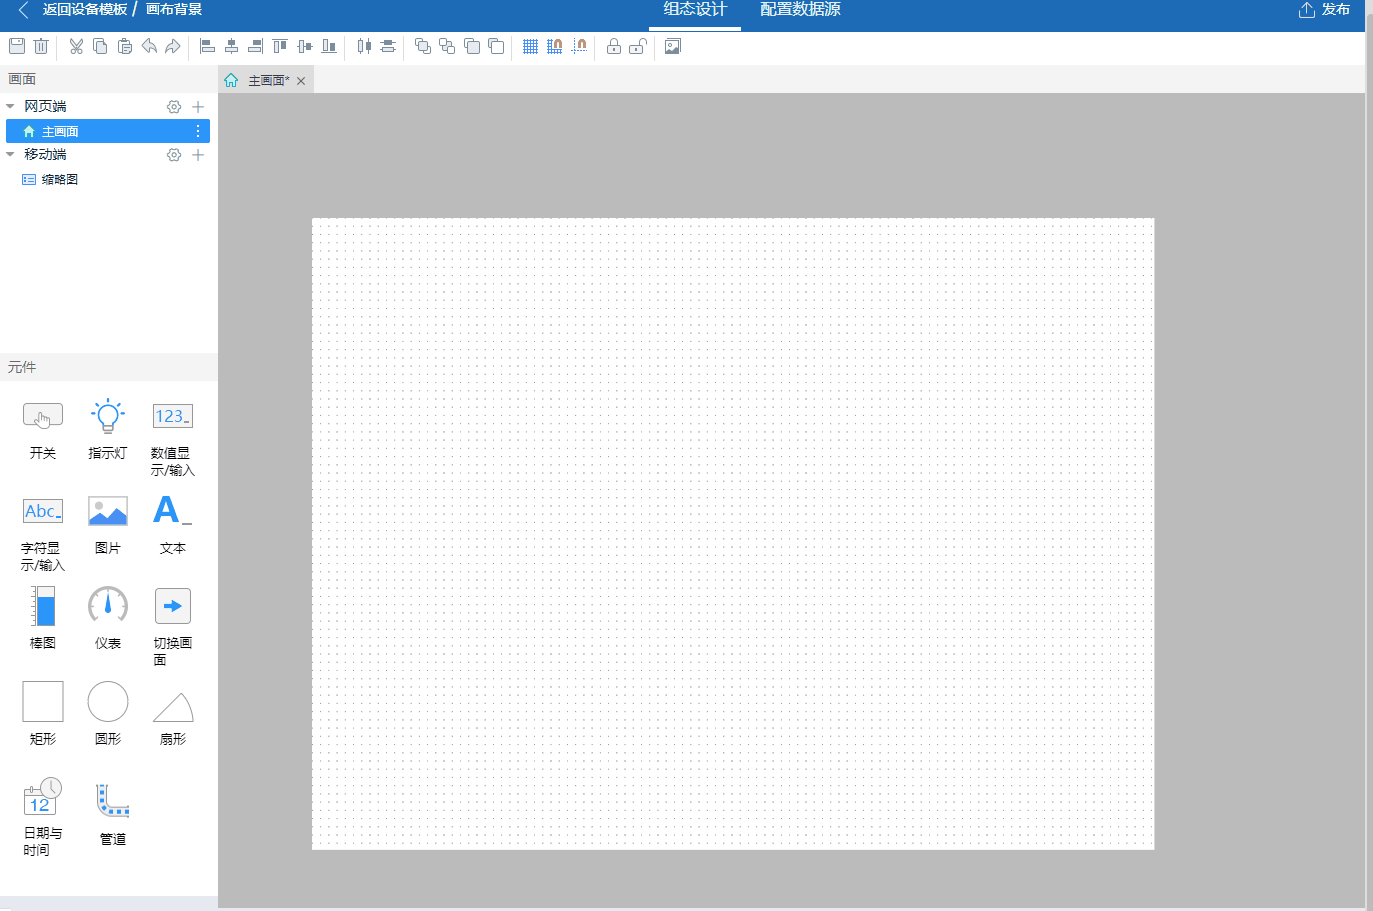 返回设备模板 / 画布背景
组态设计
配置数据源
发布
画面
主画面*
网页端
主画面
移动端
缩略图
元件
123_
开关
指示灯
数值显
示/输入
Abc_
A_
字符显
示/输入
图片
文本
棒图
仪表
切换画
面
矩形
圆形
扇形
12
日期与
时间
管道